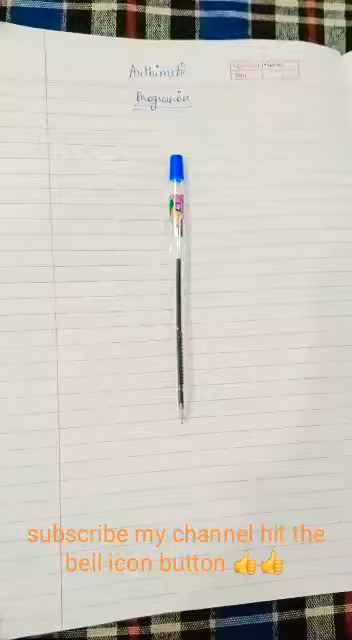 Arithmetic
Progression
subscribe my channel hit the
bell icon button 👍👍